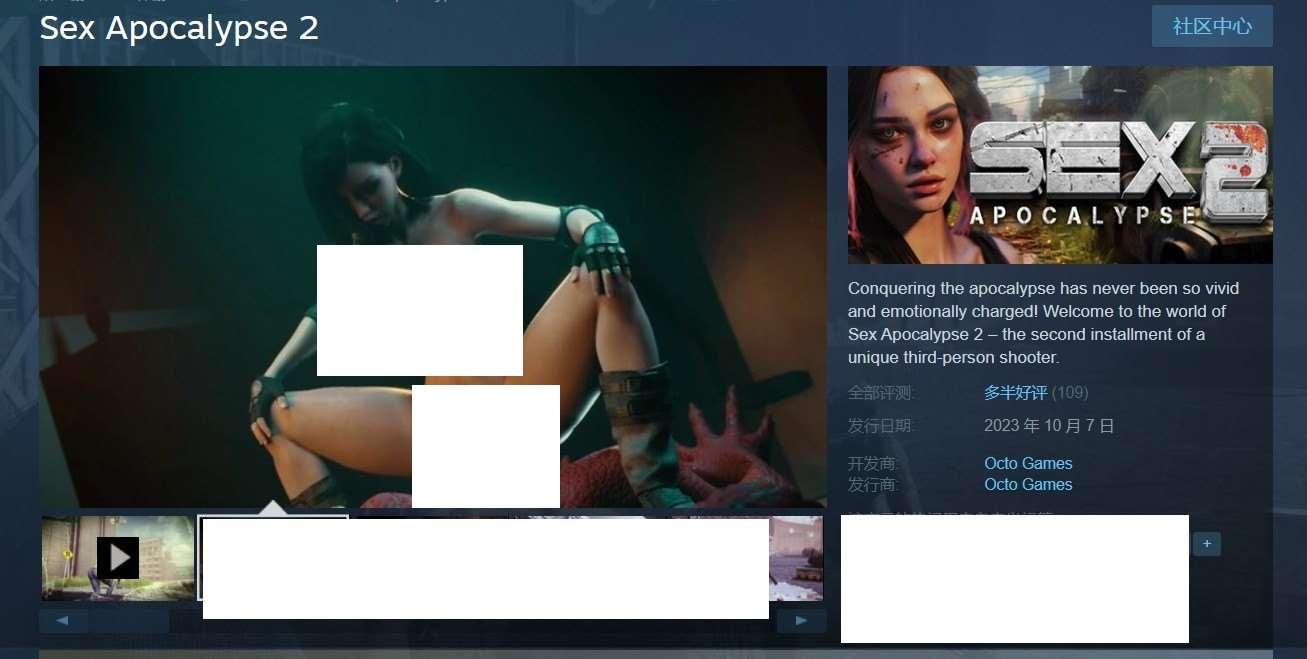 Sex Apocalypse 2
社区中心
SEX 2
APOCALYPSE
Conquering the apocalypse has never been so vivid
and emotionally charged! Welcome to the world of
Sex Apocalypse 2 – the second installment of a
unique third-person shooter.
全部评测: 多半好评 (109)
发行日期: 2023 年 10 月 7 日
开发商: Octo Games
发行商: Octo Games
+